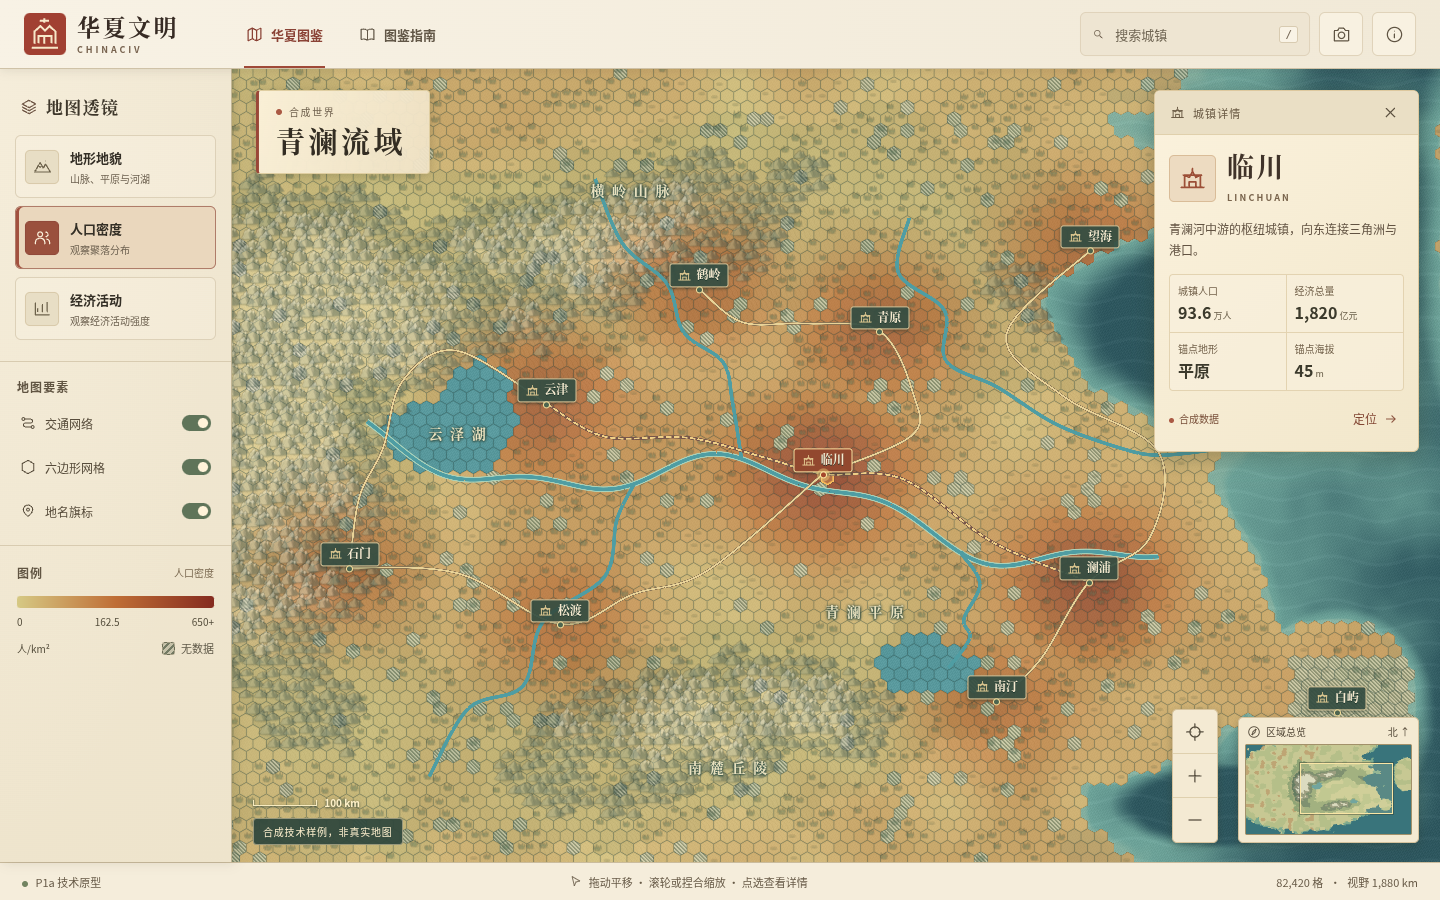 华夏文明
CHINACIV
华夏图鉴
图鉴指南
搜索城镇
/
地图透镜
地形地貌
山脉、平原与河湖
人口密度
观察聚落分布
经济活动
观察经济活动强度
地图要素
交通网络
六边形网格
地名旗标
图例
人口密度
0
162.5
650+
人/km²
无数据
合成世界
青澜流域
横岭山脉
鹤岭
青原
望海
云津
云泽湖
临川
石门
松渡
澜浦
青澜平原
南汀
白屿
南麓丘陵
100 km
合成技术样例，非真实地图
城镇详情
临川
LINCHUAN
青澜河中游的枢纽城镇，向东连接三角洲与
港口。
城镇人口
93.6 万人
经济总量
1,820 亿元
锚点地形
平原
锚点海拔
45 m
合成数据
定位 →
区域总览
北 ↑
P1a 技术原型
拖动平移 · 滚轮或捏合缩放 · 点选查看详情
82,420 格 · 视野 1,880 km